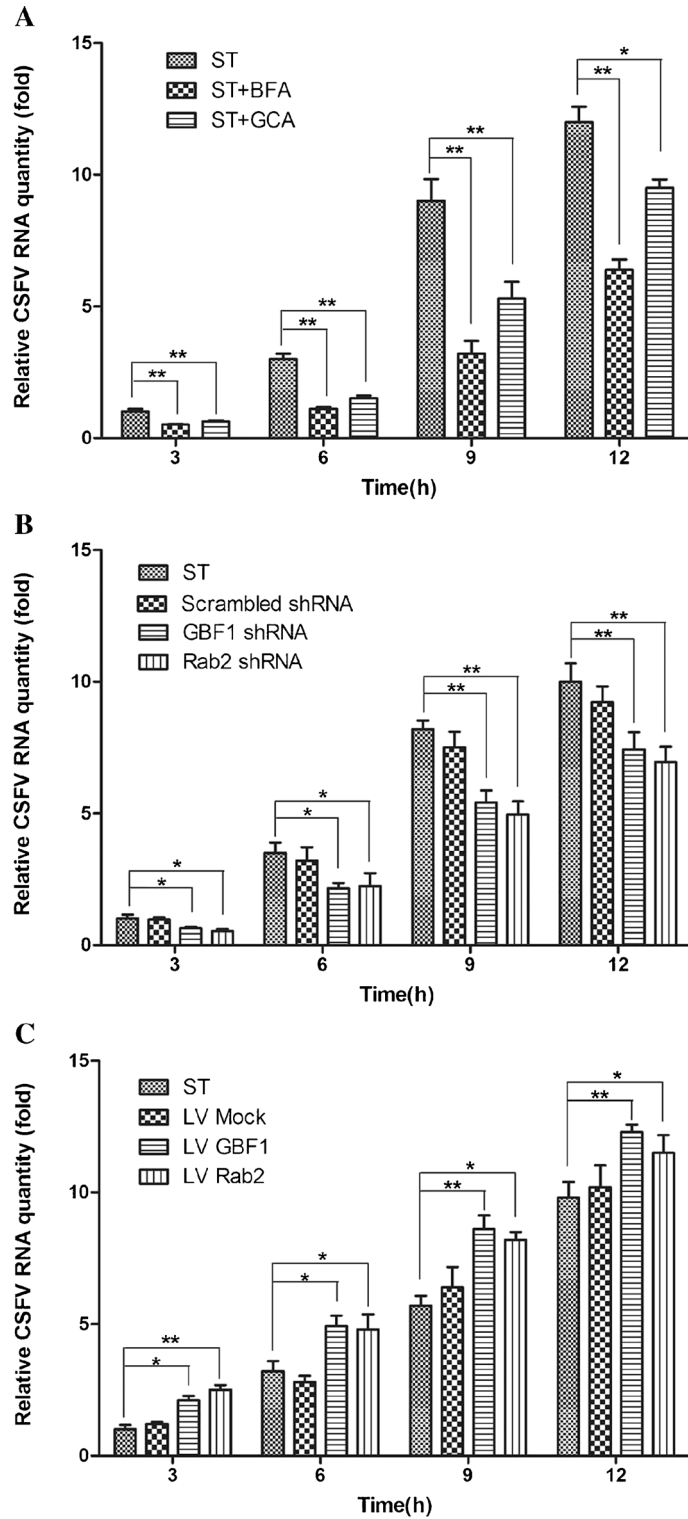 A
Relative CSFV RNA quantity (fold)
15
10
5
0
ST
ST+BFA
ST+GCA
**
**
**
**
**
**
*
**
3
6
9
12
Time(h)
B
Relative CSFV RNA quantity (fold)
15
10
5
0
ST
Scrambled shRNA
GBF1 shRNA
Rab2 shRNA
*
*
*
*
**
**
**
**
3
6
9
12
Time(h)
C
Relative CSFV RNA quantity (fold)
15
10
5
0
ST
LV Mock
LV GBF1
LV Rab2
**
*
*
*
*
**
*
**
3
6
9
12
Time(h)